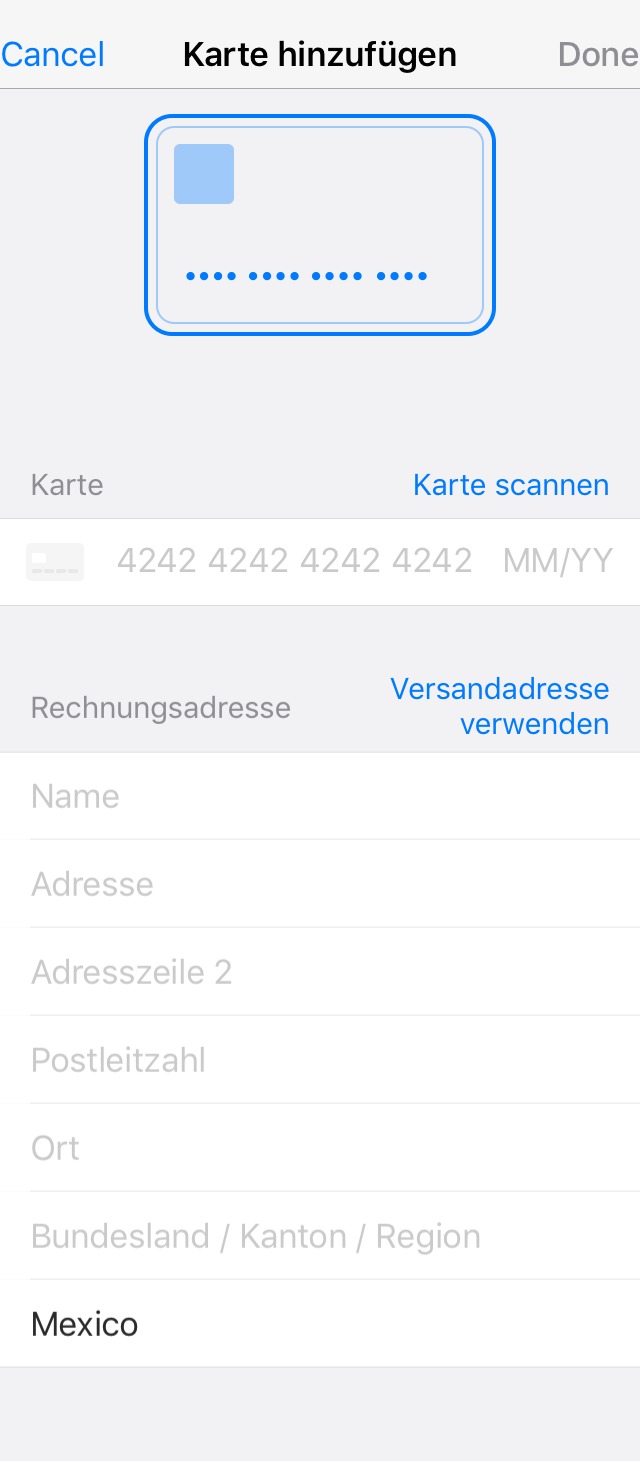 Cancel Karte hinzufügen Done
•••• •••• •••• ••••
Karte Karte scannen
4242 4242 4242 4242 MM/YY
Rechnungsadresse Versandadresse
verwenden
Name
Adresse
Adresszeile 2
Postleitzahl
Ort
Bundesland / Kanton / Region
Mexico